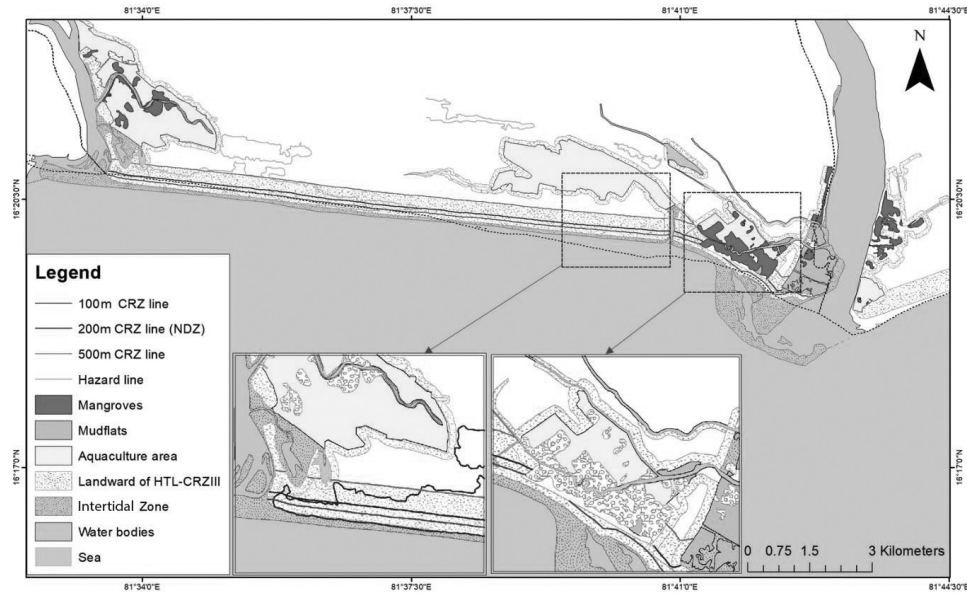 81°34'0"E 81°37'30"E 81°41'0"E 81°44'30"E
N
16°20'30"N 16°20'30"N
Legend
100m CRZ line
200m CRZ line (NDZ)
500m CRZ line
Hazard line
Mangroves
Mudflats
Aquaculture area
Landward of HTL-CRZIII
Intertidal Zone
Water bodies
Sea
16°17'0"N 16°17'0"N
0 0.75 1.5 3 Kilometers
81°34'0"E 81°37'30"E 81°41'0"E 81°44'30"E